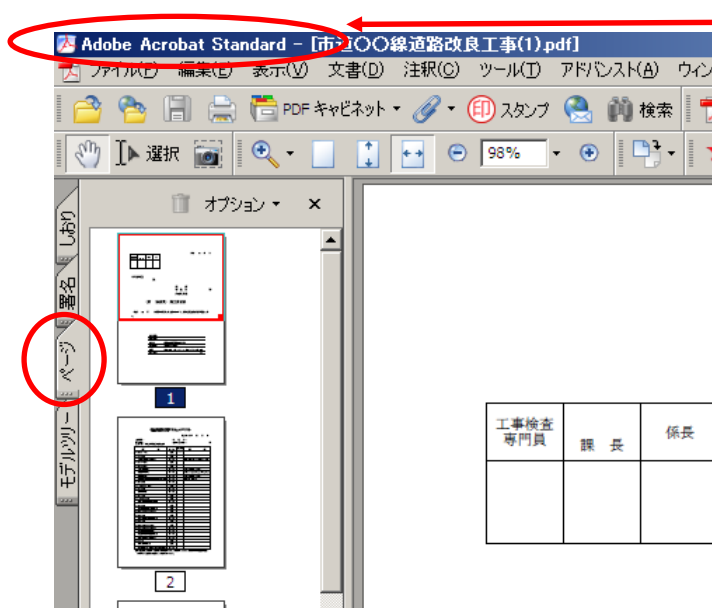 Adobe Acrobat Standard - [市道〇〇線道路改良工事(1).pdf]
ファイル(F) 編集(E) 表示(V) 文書(D) 注釈(C) ツール(T) アドバンスト(A) ウィン
PDF キャビネット スタンプ 検索
選択 98%
オプション ×
しおり
署名
ページ
モデルツリー
1
2
工事検査
専門員
課 長
係長